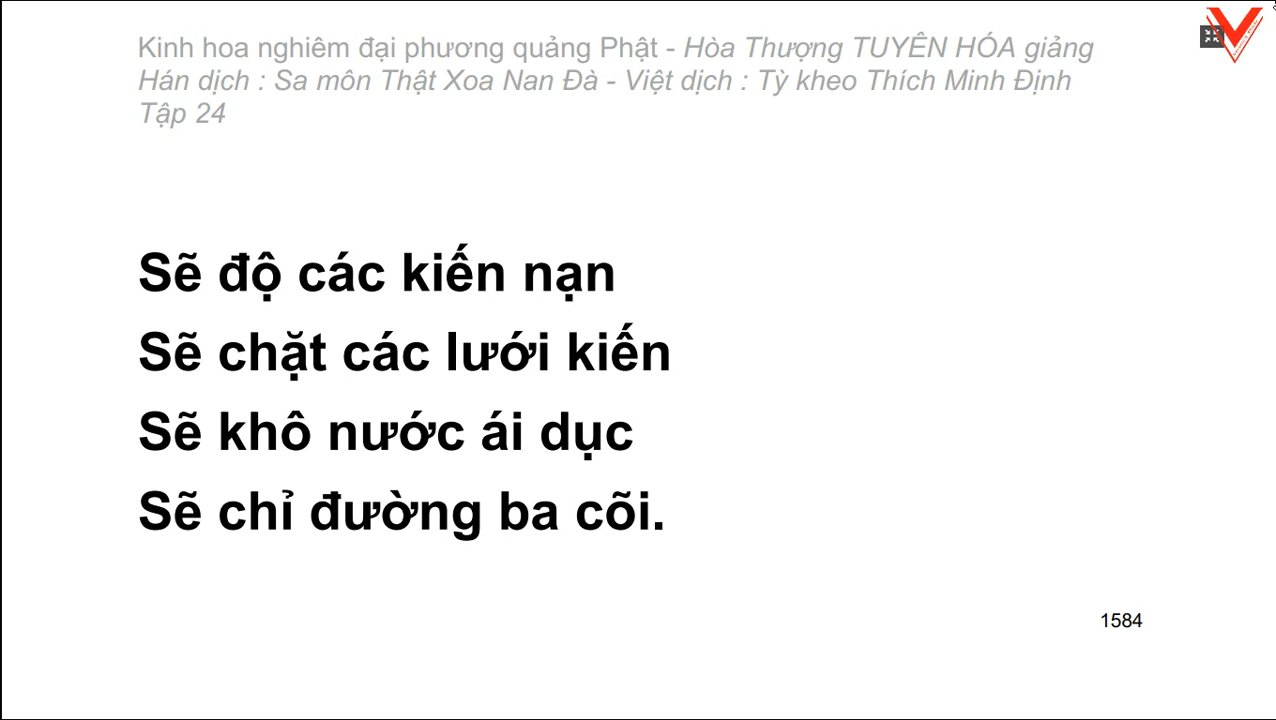 Kinh hoa nghiêm đại phương quảng Phật - Hòa Thượng TUYÊN HÓA giảng
Hán dịch : Sa môn Thật Xoa Nan Đà - Việt dịch : Tỳ kheo Thích Minh Định
Tập 24
Sẽ độ các kiến nạn
Sẽ chặt các lưới kiến
Sẽ khô nước ái dục
Sẽ chỉ đường ba cõi.
1584